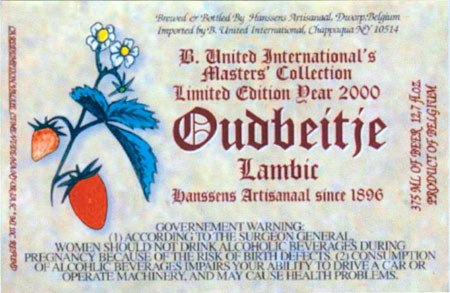 Brewed & Bottled By Hanssens Artisanaal, Dworp, Belgium
Imported by B. United International, Chappaqua NY 10514
B. United International's
Masters' Collection
Limited Edition Year 2000
Oudbeitje
Lambic
Hanssens Artisanaal since 1896
375 ML OF BEER 12.7 fl.oz.
PRODUCT OF BELGIUM
GOVERNEMENT WARNING:
(1) ACCORDING TO THE SURGEON GENERAL,
WOMEN SHOULD NOT DRINK ALCOHOLIC BEVERAGES DURING
PREGNANCY BECAUSE OF THE RISK OF BIRTH DEFECTS. (2) CONSUMPTION
OF ALCOHLIC BEVERAGES IMPAIRS YOUR ABILITY TO DRIVE A CAR OR
OPERATE MACHINERY, AND MAY CAUSE HEALTH PROBLEMS.